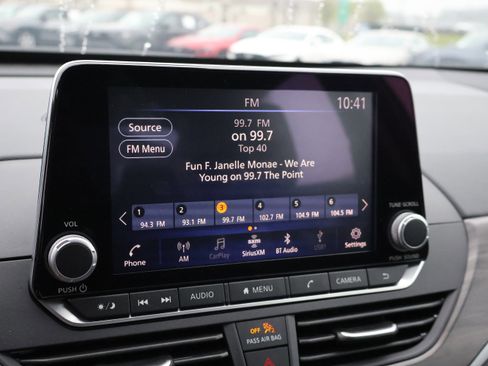 FM
10:41
Source
FM Menu
99.7 FM
on 99.7
Top 40
Fun F. Janelle Monae - We Are
Young on 99.7 The Point
1 2 3 4 5 6
94.3 FM 93.1 FM 99.7 FM 102.7 FM 104.9 FM 104.5 FM
Phone
AM
CarPlay
sxm
SiriusXM
BT Audio
USB1
Settings
VOL
PUSH
TUNE·SCROLL
PUSH SOUND
AUDIO
MENU
CAMERA
OFF
PASS AIR BAG